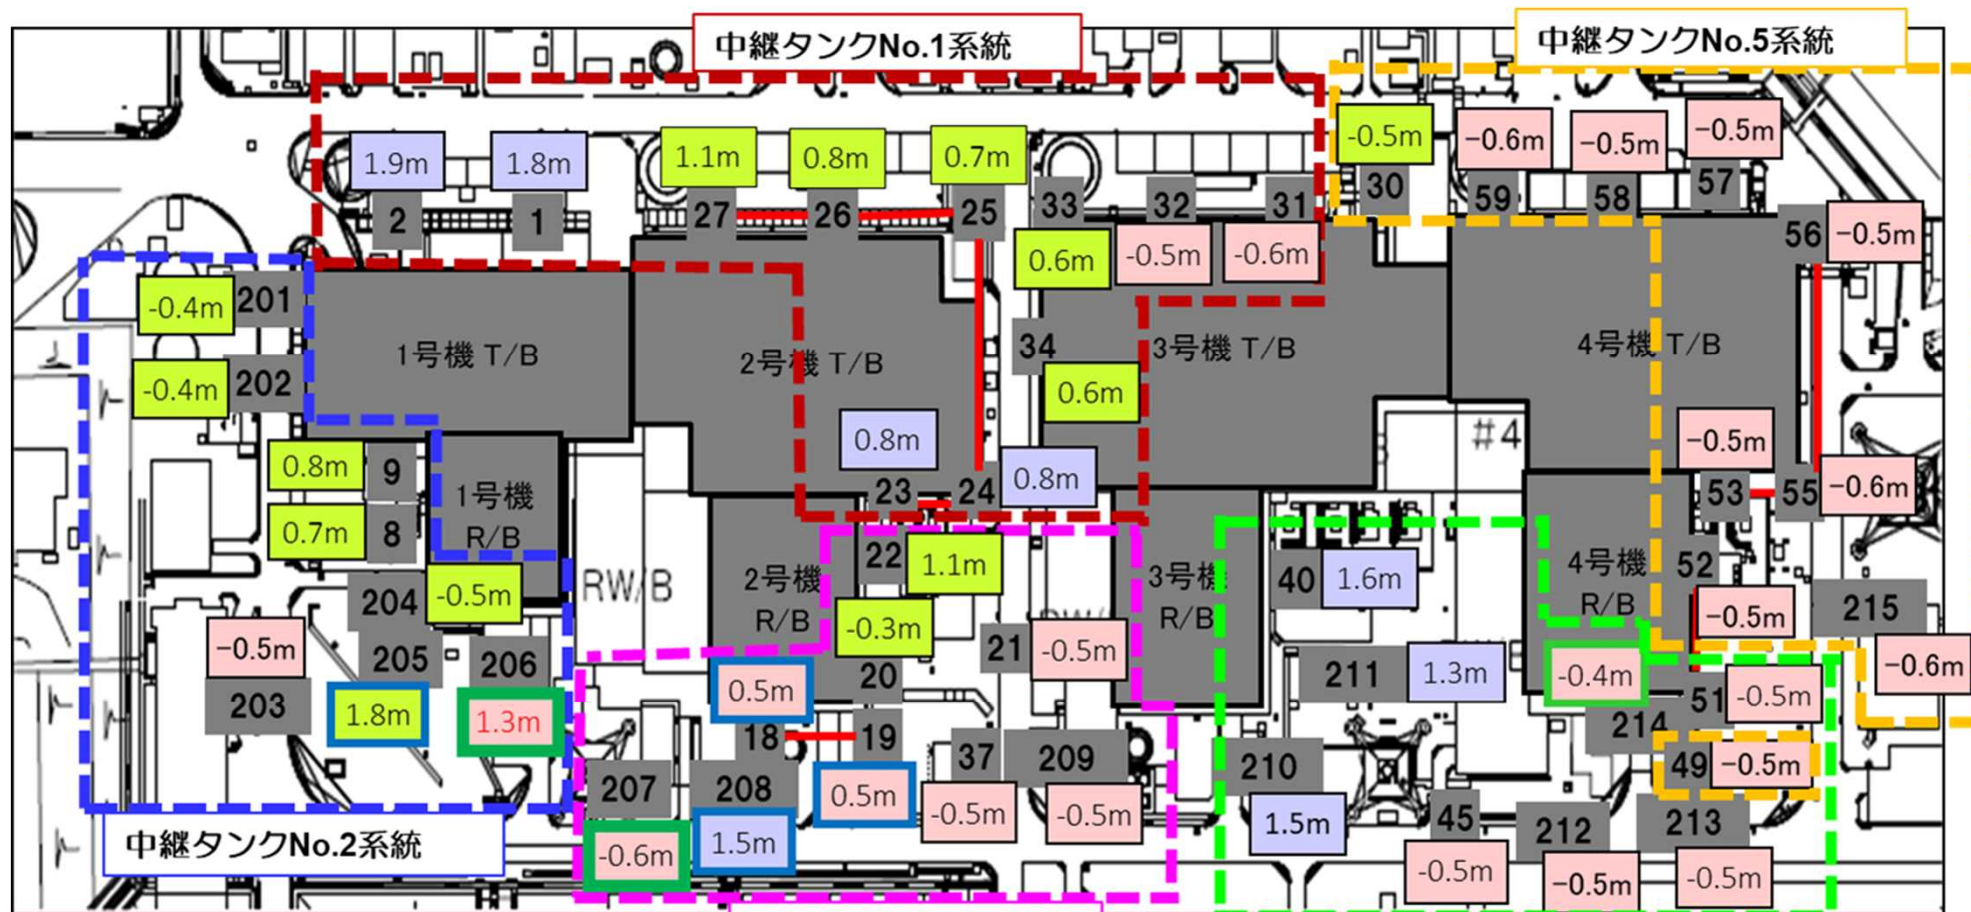 中継タンクNo.1系統
中継タンクNo.5系統
1.9m
1.8m
1.1m
0.8m
0.7m
-0.5m
−0.6m
−0.5m
−0.5m
2
1
27
26
25
33
32
31
30
59
58
57
0.6m
-0.5m
-0.6m
56
−0.5m
-0.4m
201
-0.4m
202
1号機 T/B
2号機 T/B
34
3号機 T/B
4号機 T/B
0.6m
0.8m
9
0.8m
0.8m
#4
−0.5m
0.7m
8
1号機
R/B
23
24
53
55
−0.6m
204
-0.5m
RW/B
2号機
R/B
22
1.1m
-0.3m
3号機
R/B
40
1.6m
4号機
R/B
52
−0.5m
215
−0.5m
203
205
206
0.5m
20
21
-0.5m
211
1.3m
-0.4m
−0.6m
1.8m
1.3m
18
19
51
-0.5m
214
207
208
0.5m
37
209
210
49
−0.5m
-0.6m
1.5m
-0.5m
-0.5m
1.5m
45
212
213
-0.5m
−0.5m
-0.5m
中継タンクNo.2系統